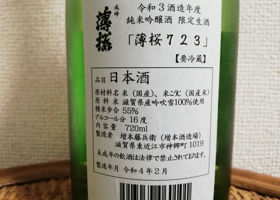 薄桜
令和3酒造年度
純米吟醸酒 限定生酒
「薄桜723」
【要冷蔵】
品目 日本酒
原材料名 米(国産)、米こうじ(国産米)
原料米 滋賀県産吟吹雪100%使用
精米歩合 55%
アルコール分 16度
内容量 720ml
製造者 増本藤兵衛(増本酒造場)
滋賀県東近江市神郷町1019
未成年の飲酒は法律で禁止されております。
製造年月 令和4年2月